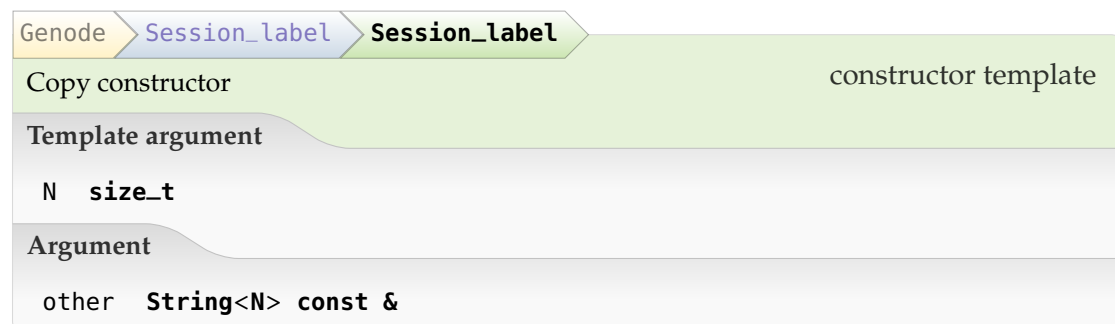 Genode Session_label Session_label
Copy constructor constructor template
Template argument
N size_t
Argument
other String<N> const &